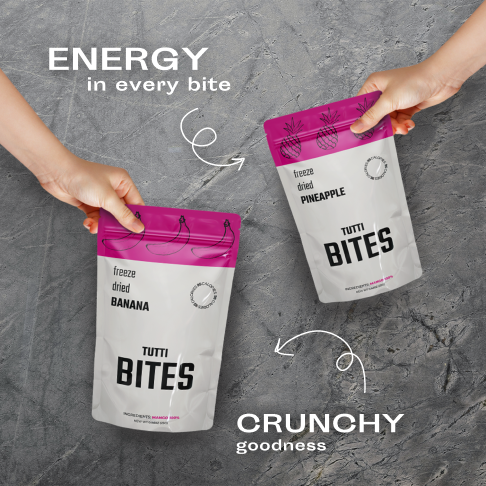 ENERGY
in every bite
freeze
dried
PINEAPPLE
TUTTI
BITES
freeze
dried
BANANA
TUTTI
BITES
CRUNCHY
goodness